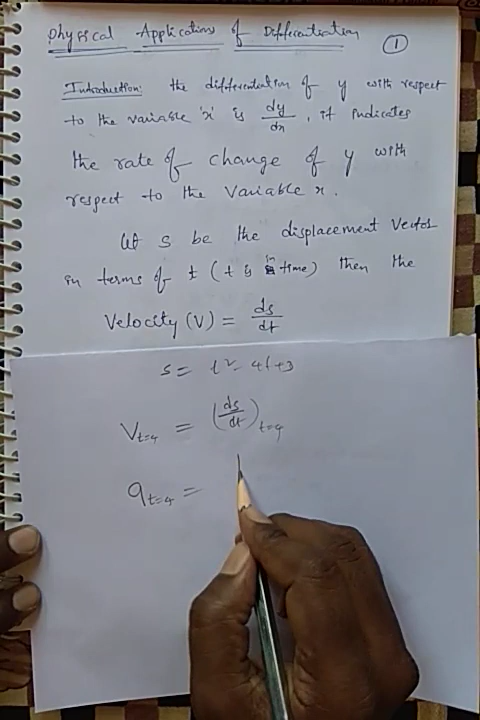 Physical Applications of Differentiation ①
Introduction: the differentiation of y with respect
to the variable 'x' is dy/dx, it indicates
the rate of change of y with
respect to the variable x.
Let s be the displacement vector
in terms of t (t is in time) then the
Velocity (V) = ds/dt
s = t² - 4t + 3
V t=4 = (ds/dt) t=4
a t=4 =